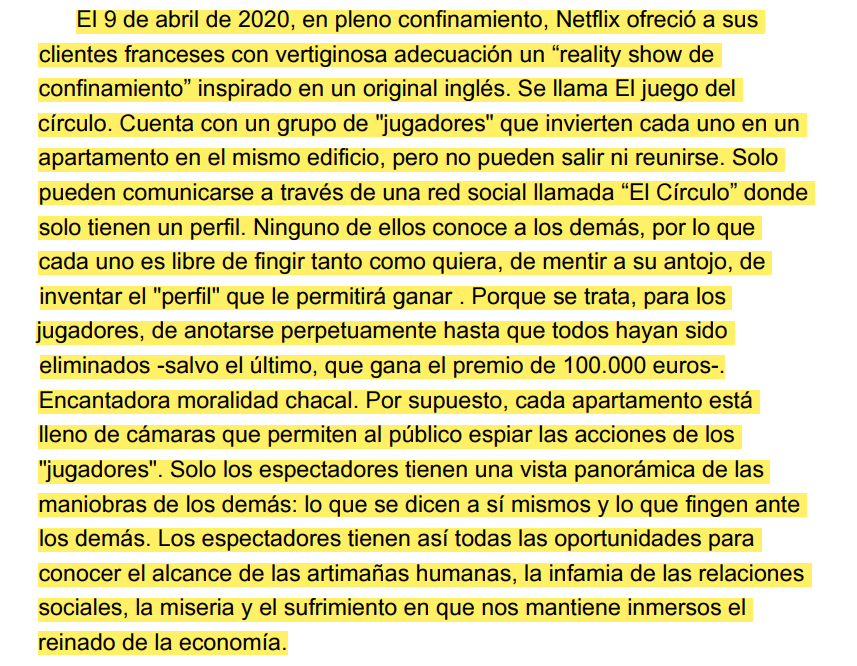 El 9 de abril de 2020, en pleno confinamiento, Netflix ofreció a sus
clientes franceses con vertiginosa adecuación un “reality show de
confinamiento” inspirado en un original inglés. Se llama El juego del
círculo. Cuenta con un grupo de "jugadores" que invierten cada uno en un
apartamento en el mismo edificio, pero no pueden salir ni reunirse. Solo
pueden comunicarse a través de una red social llamada “El Círculo” donde
solo tienen un perfil. Ninguno de ellos conoce a los demás, por lo que
cada uno es libre de fingir tanto como quiera, de mentir a su antojo, de
inventar el "perfil" que le permitirá ganar . Porque se trata, para los
jugadores, de anotarse perpetuamente hasta que todos hayan sido
eliminados -salvo el último, que gana el premio de 100.000 euros-.
Encantadora moralidad chacal. Por supuesto, cada apartamento está
lleno de cámaras que permiten al público espiar las acciones de los
"jugadores". Solo los espectadores tienen una vista panorámica de las
maniobras de los demás: lo que se dicen a sí mismos y lo que fingen ante
los demás. Los espectadores tienen así todas las oportunidades para
conocer el alcance de las artimañas humanas, la infamia de las relaciones
sociales, la miseria y el sufrimiento en que nos mantiene inmersos el
reinado de la economía.